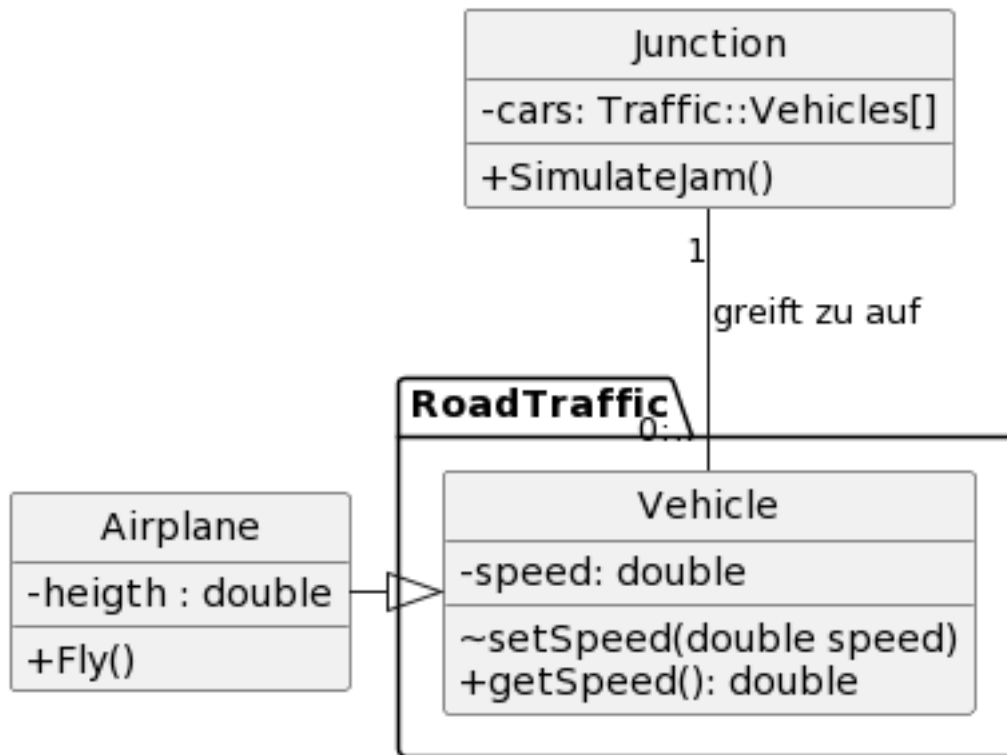 Junction
-cars: Traffic::Vehicles[]
+SimulateJam()
1
greift zu auf
RoadTraffic
Vehicle
-speed: double
~setSpeed(double speed)
+getSpeed(): double
Airplane
-heigth : double
+Fly()